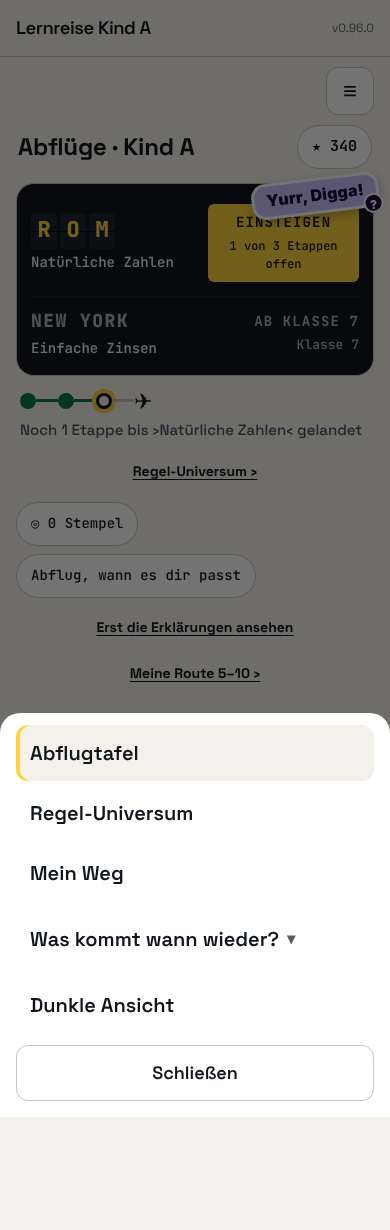 Lernreise Kind A
v0.96.0
≡
Abflüge · Kind A
★ 340
Yurr, Digga!
?
ROM
EINSTEIGEN
1 von 3 Etappen
offen
Natürliche Zahlen
NEW YORK
AB KLASSE 7
Einfache Zinsen
Klasse 7
Noch 1 Etappe bis ›Natürliche Zahlen‹ gelandet
Regel-Universum ›
◎ 0 Stempel
Abflug, wann es dir passt
Erst die Erklärungen ansehen
Meine Route 5–10 ›
Abflugtafel
Regel-Universum
Mein Weg
Was kommt wann wieder? ▾
Dunkle Ansicht
Schließen